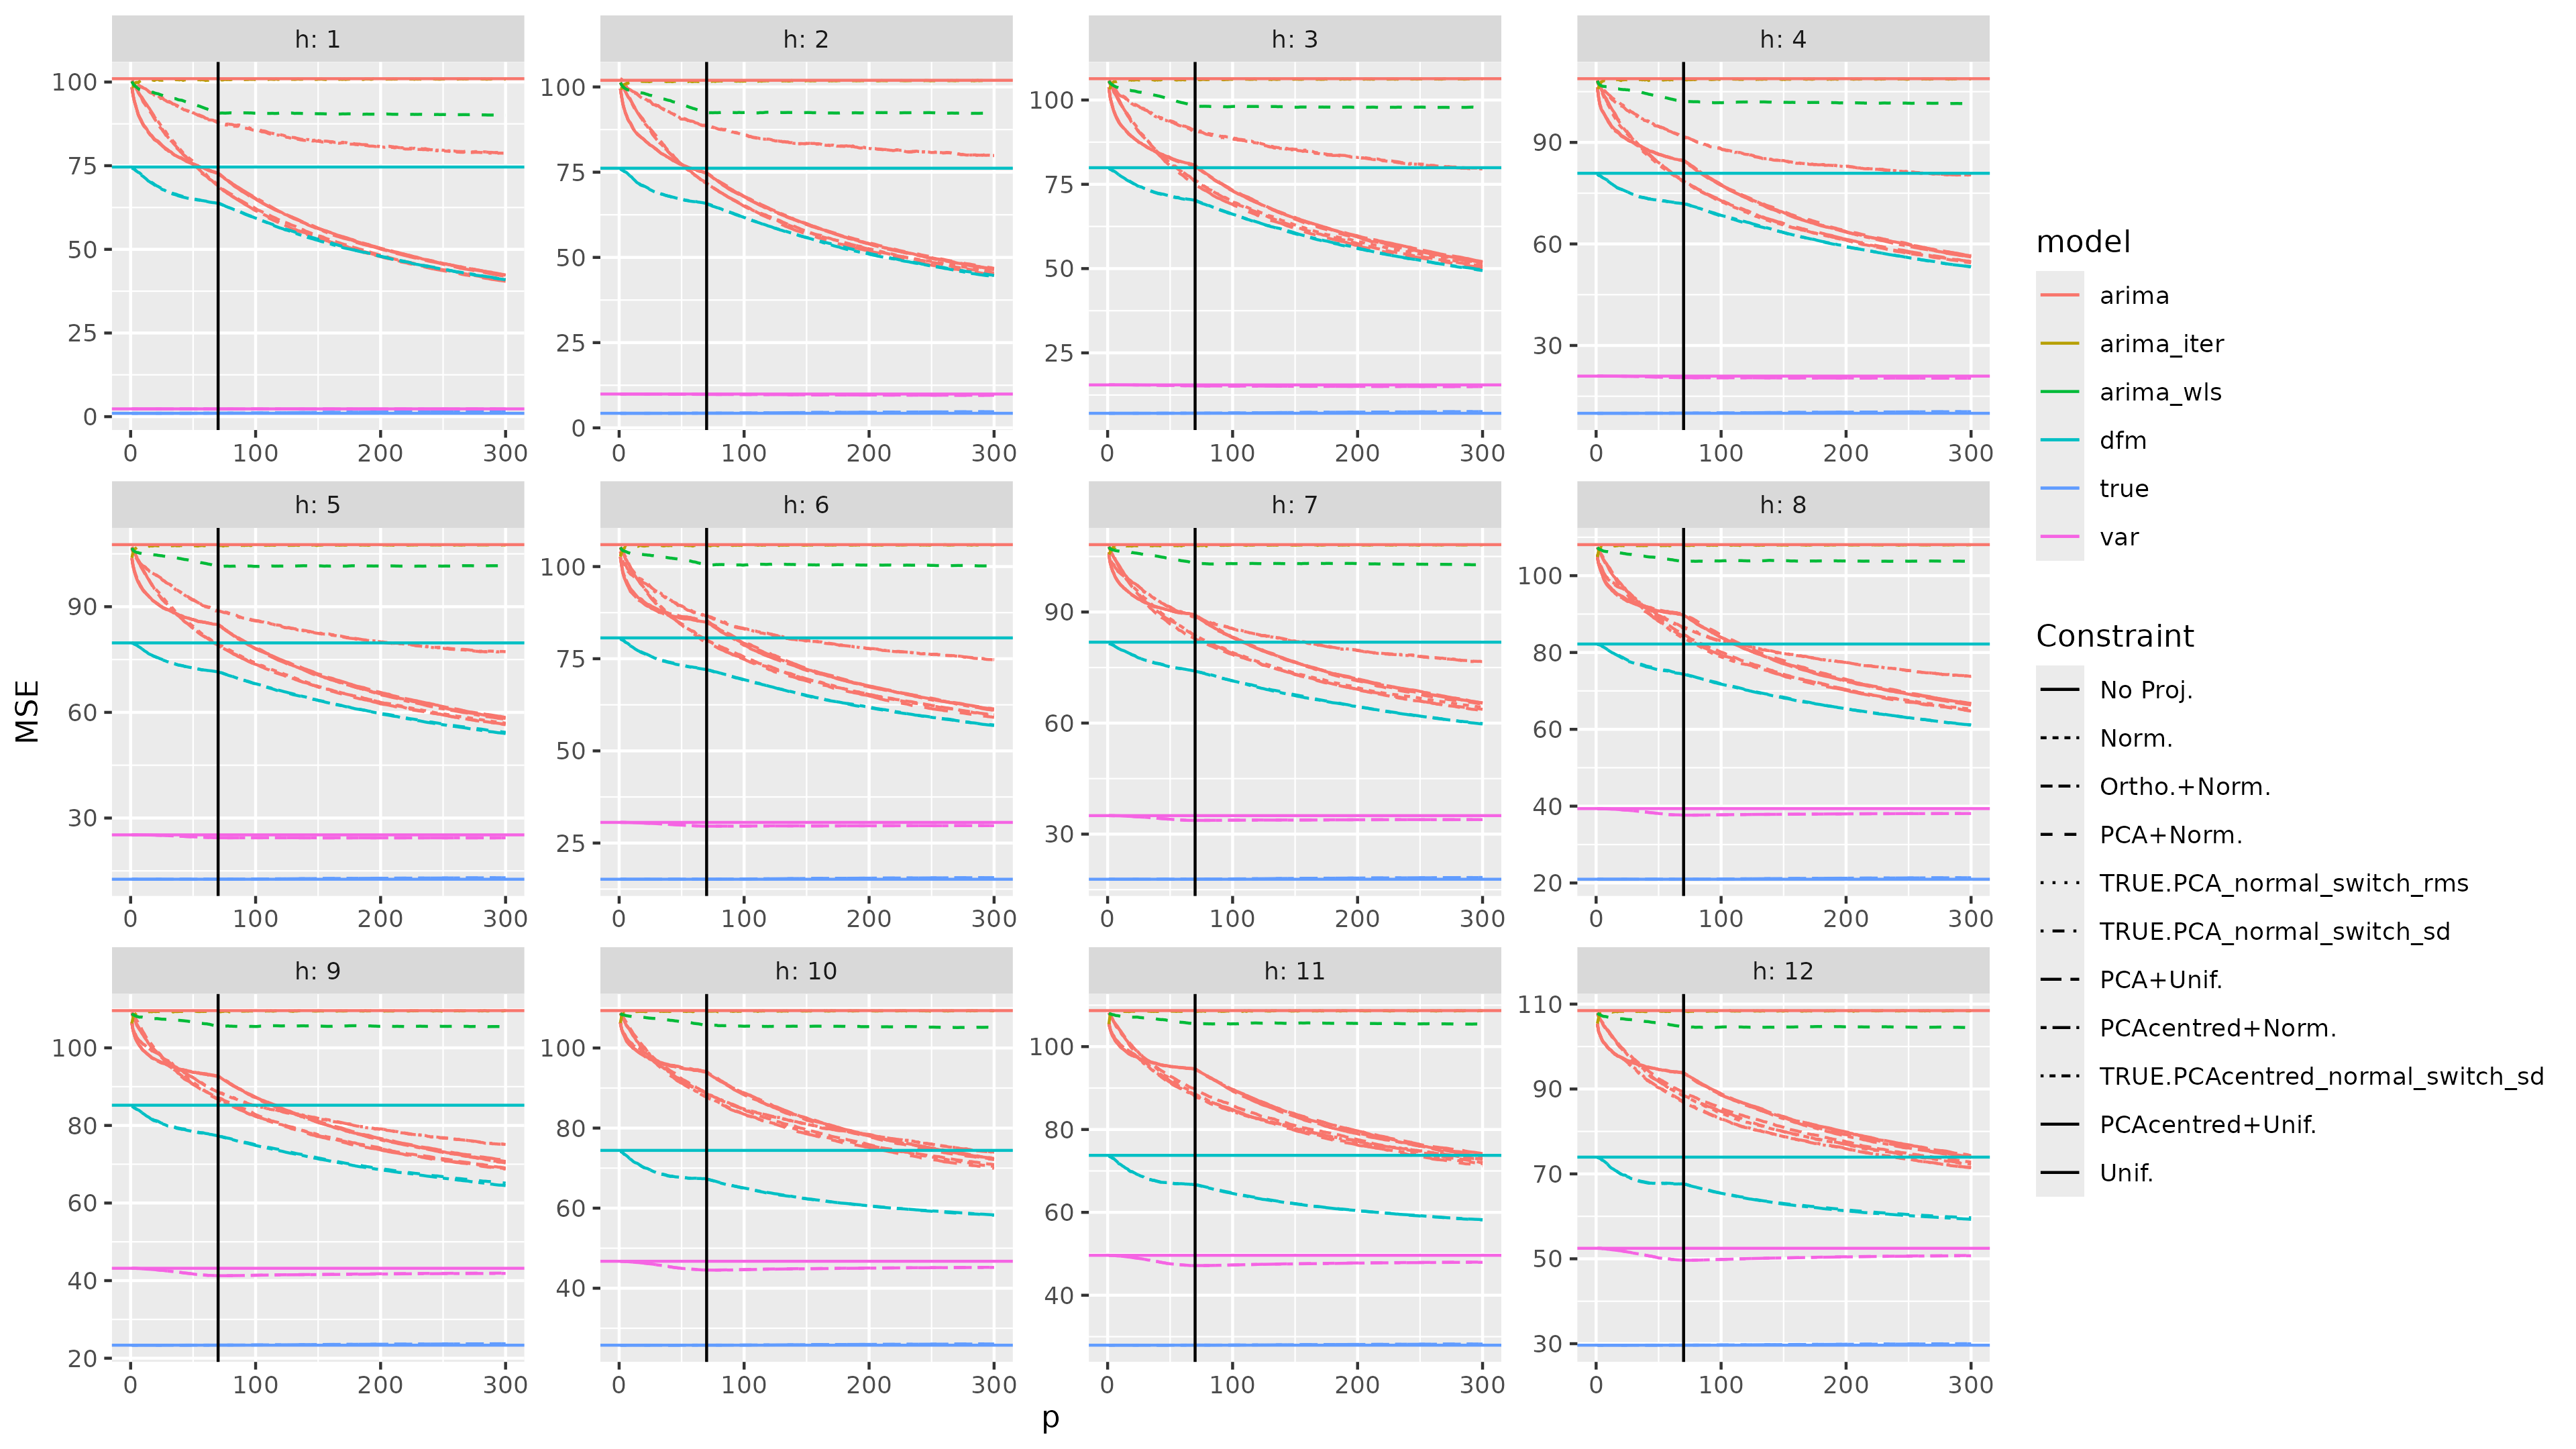 h: 1
h: 2
h: 3
h: 4
100
75
50
25
0
100
75
50
25
0
100
75
50
25
90
60
30
0 100 200 300
0 100 200 300
0 100 200 300
0 100 200 300
h: 5
h: 6
h: 7
h: 8
90
60
30
100
75
50
25
90
60
30
100
80
60
40
20
0 100 200 300
0 100 200 300
0 100 200 300
0 100 200 300
h: 9
h: 10
h: 11
h: 12
100
80
60
40
20
100
80
60
40
100
80
60
40
110
90
70
50
30
0 100 200 300
0 100 200 300
0 100 200 300
0 100 200 300
MSE
p
model
arima
arima_iter
arima_wls
dfm
true
var
Constraint
No Proj.
Norm.
Ortho.+Norm.
PCA+Norm.
TRUE.PCA_normal_switch_rms
TRUE.PCA_normal_switch_sd
PCA+Unif.
PCAcentred+Norm.
TRUE.PCAcentred_normal_switch_sd
PCAcentred+Unif.
Unif.